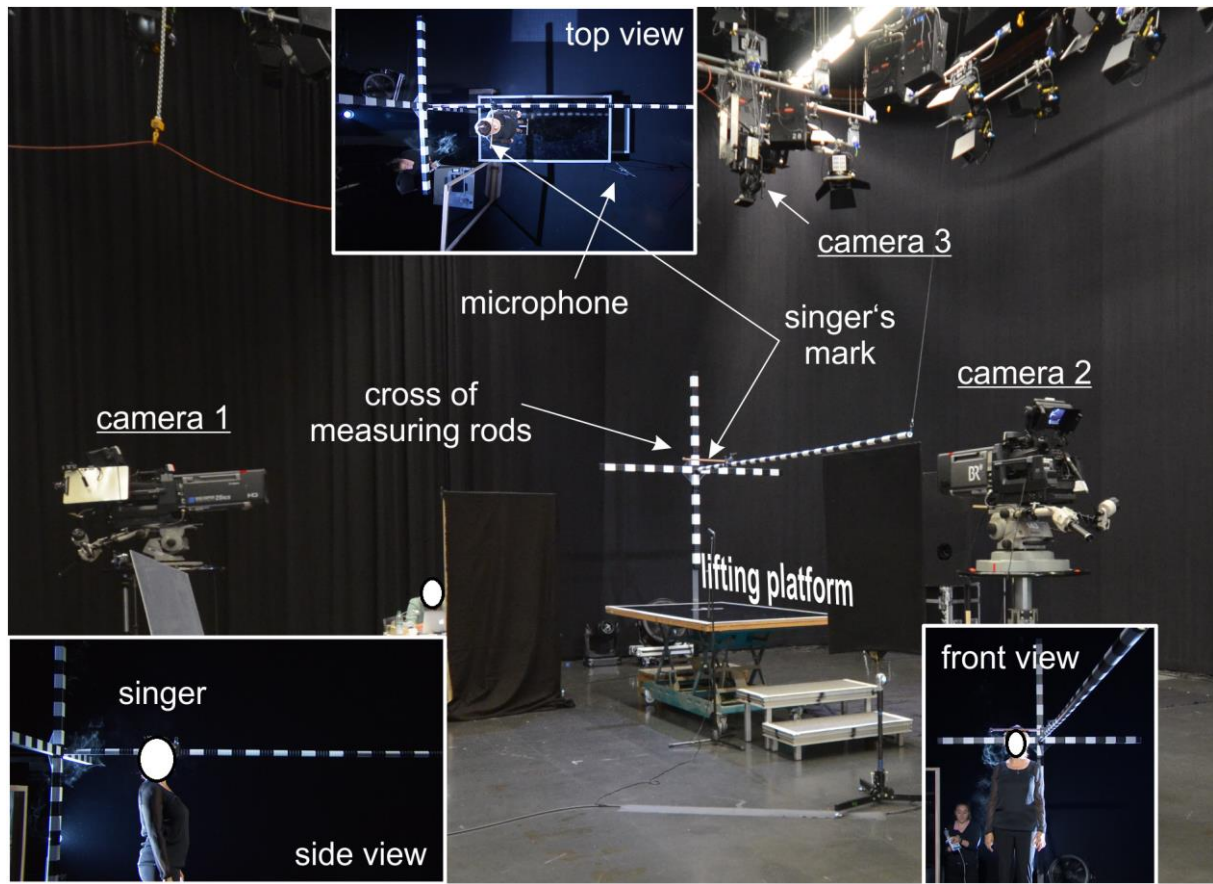 top view
camera 3
microphone
singer's
mark
camera 2
cross of
measuring rods
camera 1
lifting platform
BR
singer
side view
front view